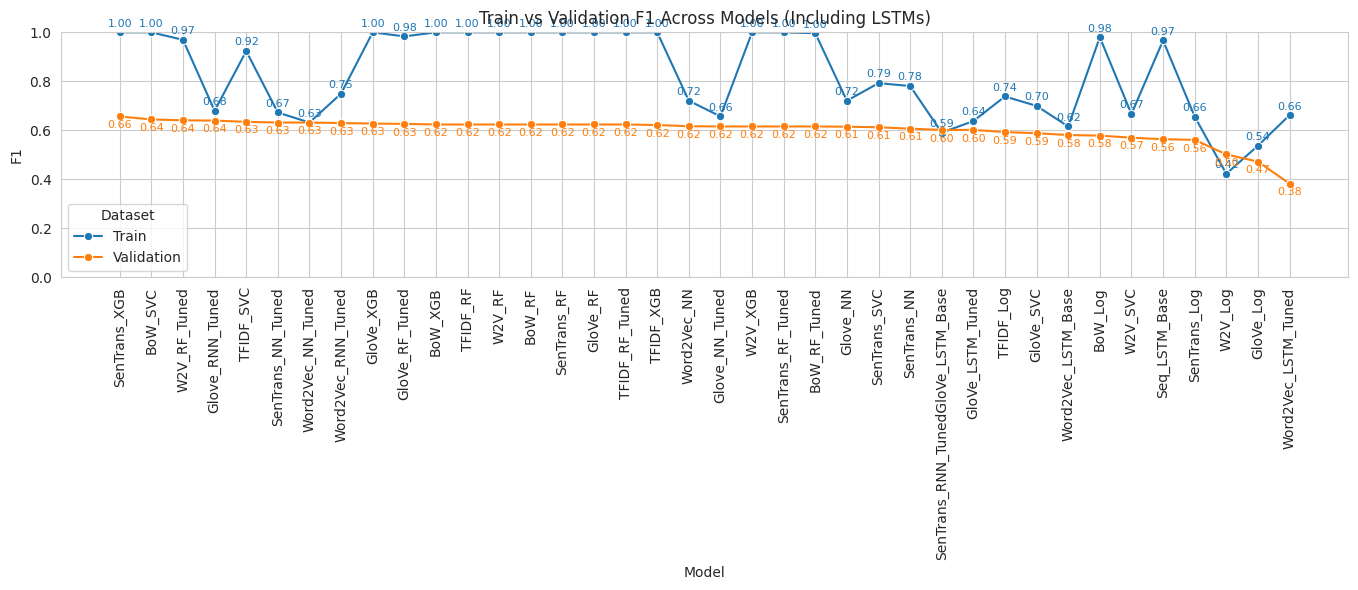 Train vs Validation F1 Across Models (Including LSTMs)
1.00 1.00 0.97 0.68 0.92 0.67 0.63 0.75 1.00 0.98 1.00 1.00 1.00 1.00 1.00 1.00 1.00 1.00 0.72 0.66 1.00 1.00 1.00 0.72 0.79 0.78 0.59 0.64 0.74 0.70 0.62 0.98 0.67 0.97 0.66 0.42 0.54 0.66
0.66 0.64 0.64 0.64 0.63 0.63 0.63 0.63 0.63 0.63 0.62 0.62 0.62 0.62 0.62 0.62 0.62 0.62 0.62 0.62 0.62 0.62 0.62 0.61 0.61 0.61 0.60 0.60 0.59 0.59 0.58 0.58 0.57 0.56 0.56 0.47 0.38
1.0
0.8
0.6
0.4
0.2
0.0
F1
Dataset
Train
Validation
SenTrans_XGB
BoW_SVC
W2V_RF_Tuned
Glove_RNN_Tuned
TFIDF_SVC
SenTrans_NN_Tuned
Word2Vec_NN_Tuned
Word2Vec_RNN_Tuned
GloVe_XGB
GloVe_RF_Tuned
BoW_XGB
TFIDF_RF
W2V_RF
BoW_RF
SenTrans_RF
GloVe_RF
TFIDF_RF_Tuned
TFIDF_XGB
Word2Vec_NN
Glove_NN_Tuned
W2V_XGB
SenTrans_RF_Tuned
BoW_RF_Tuned
Glove_NN
SenTrans_SVC
SenTrans_NN
SenTrans_RNN_TunedGloVe_LSTM_Base
GloVe_LSTM_Tuned
TFIDF_Log
GloVe_SVC
Word2Vec_LSTM_Base
BoW_Log
W2V_SVC
Seq_LSTM_Base
SenTrans_Log
W2V_Log
GloVe_Log
Word2Vec_LSTM_Tuned
Model